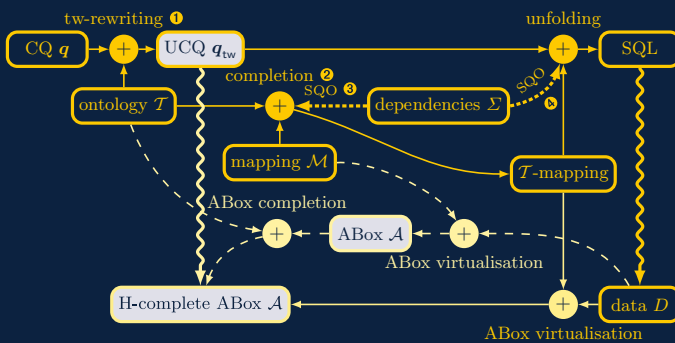 tw-rewriting ❶
unfolding
CQ q
+
UCQ q_tw
+
SQL
completion ❷
SQO ❸
SQO
❹
ontology 𝒯
+
dependencies Σ
mapping ℳ
𝒯-mapping
ABox completion
+
ABox 𝒜
+
ABox virtualisation
H-complete ABox 𝒜
+
data D
ABox virtualisation